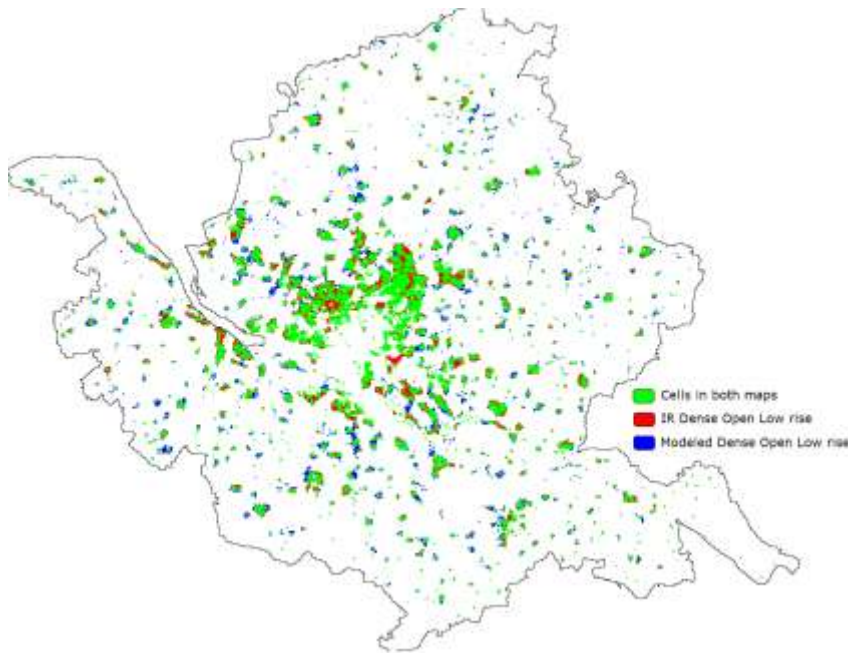 Cells in both maps
IR Dense Open Low rise
Modeled Dense Open Low rise